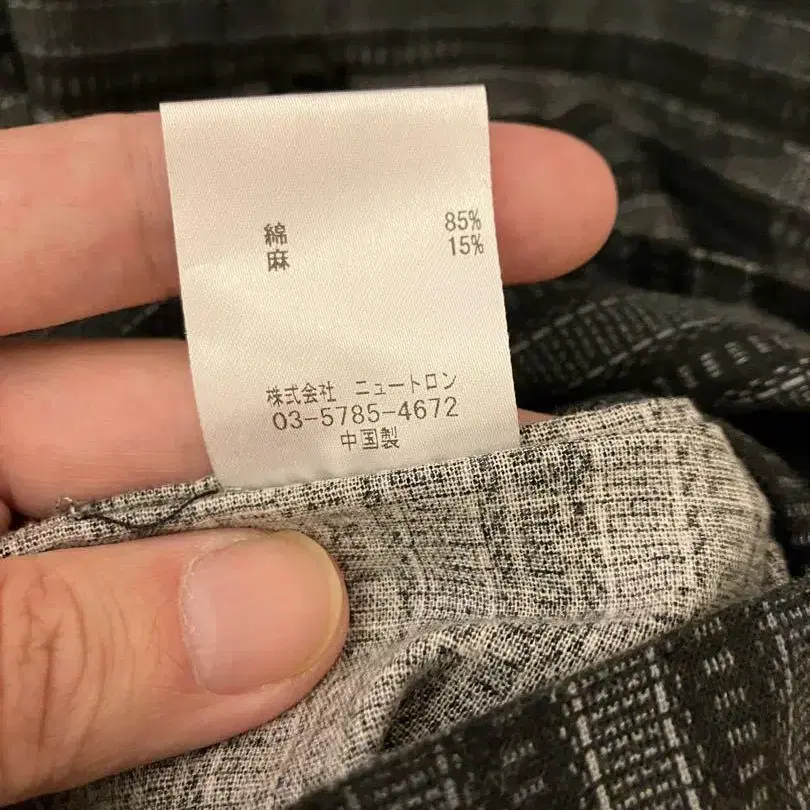 綿 85%
麻 15%
株式会社 ニュートロン
03-5785-4672
中国製